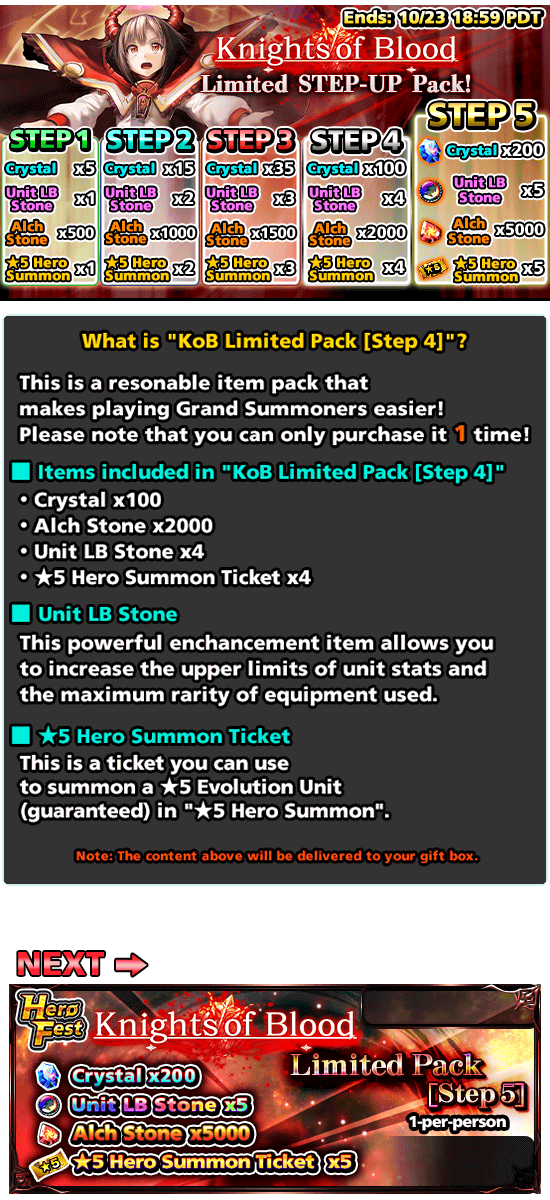 Ends: 10/23 18:59 PDT
Knights of Blood
Limited STEP-UP Pack!
STEP 1
Crystal x5
Unit LB Stone x1
Alch Stone x500
★5 Hero Summon x1
STEP 2
Crystal x15
Unit LB Stone x2
Alch Stone x1000
★5 Hero Summon x2
STEP 3
Crystal x35
Unit LB Stone x3
Alch Stone x1500
★5 Hero Summon x3
STEP 4
Crystal x100
Unit LB Stone x4
Alch Stone x2000
★5 Hero Summon x4
STEP 5
Crystal x200
Unit LB Stone x5
Alch Stone x5000
★5 Hero Summon x5
What is "KoB Limited Pack [Step 4]"?
This is a resonable item pack that
makes playing Grand Summoners easier!
Please note that you can only purchase it 1 time!
■ Items included in "KoB Limited Pack [Step 4]"
• Crystal x100
• Alch Stone x2000
• Unit LB Stone x4
• ★5 Hero Summon Ticket x4
■ Unit LB Stone
This powerful enchancement item allows you
to increase the upper limits of unit stats and
the maximum rarity of equipment used.
■ ★5 Hero Summon Ticket
This is a ticket you can use
to summon a ★5 Evolution Unit
(guaranteed) in "★5 Hero Summon".
Note: The content above will be delivered to your gift box.
NEXT ➡
Hero Fest
Knights of Blood
Crystal x200
Unit LB Stone x5
Alch Stone x5000
★5
★5 Hero Summon Ticket x5
Limited Pack
[Step 5]
1-per-person